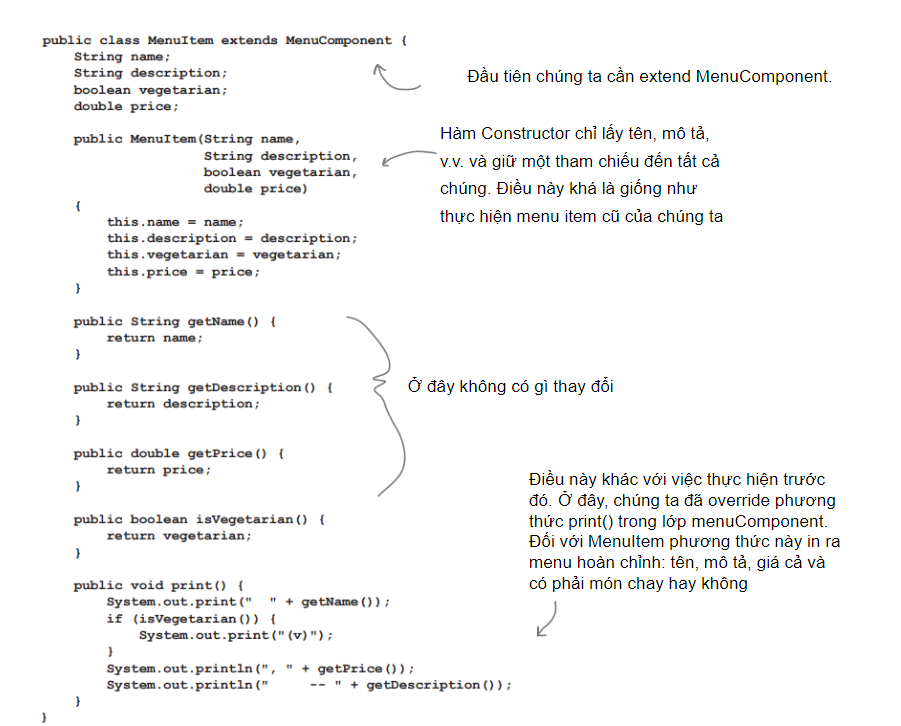 public class MenuItem extends MenuComponent {
String name;
String description;
boolean vegetarian;
double price;
Đầu tiên chúng ta cần extend MenuComponent.
public MenuItem(String name,
String description,
boolean vegetarian,
double price)
{
this.name = name;
this.description = description;
this.vegetarian = vegetarian;
this.price = price;
}
Hàm Constructor chỉ lấy tên, mô tả,
v.v. và giữ một tham chiếu đến tất cả
chúng. Điều này khá là giống như
thực hiện menu item cũ của chúng ta
public String getName() {
return name;
}
public String getDescription() {
return description;
}
public double getPrice() {
return price;
}
Ở đây không có gì thay đổi
public boolean isVegetarian() {
return vegetarian;
}
Điều này khác với việc thực hiện trước
đó. Ở đây, chúng ta đã override phương
thức print() trong lớp menuComponent.
Đối với MenuItem phương thức này in ra
menu hoàn chỉnh: tên, mô tả, giá cả và
có phải món chay hay không
public void print() {
System.out.print("  " + getName());
if (isVegetarian()) {
System.out.print("(v)");
}
System.out.println(", " + getPrice());
System.out.println("     -- " + getDescription());
}
}